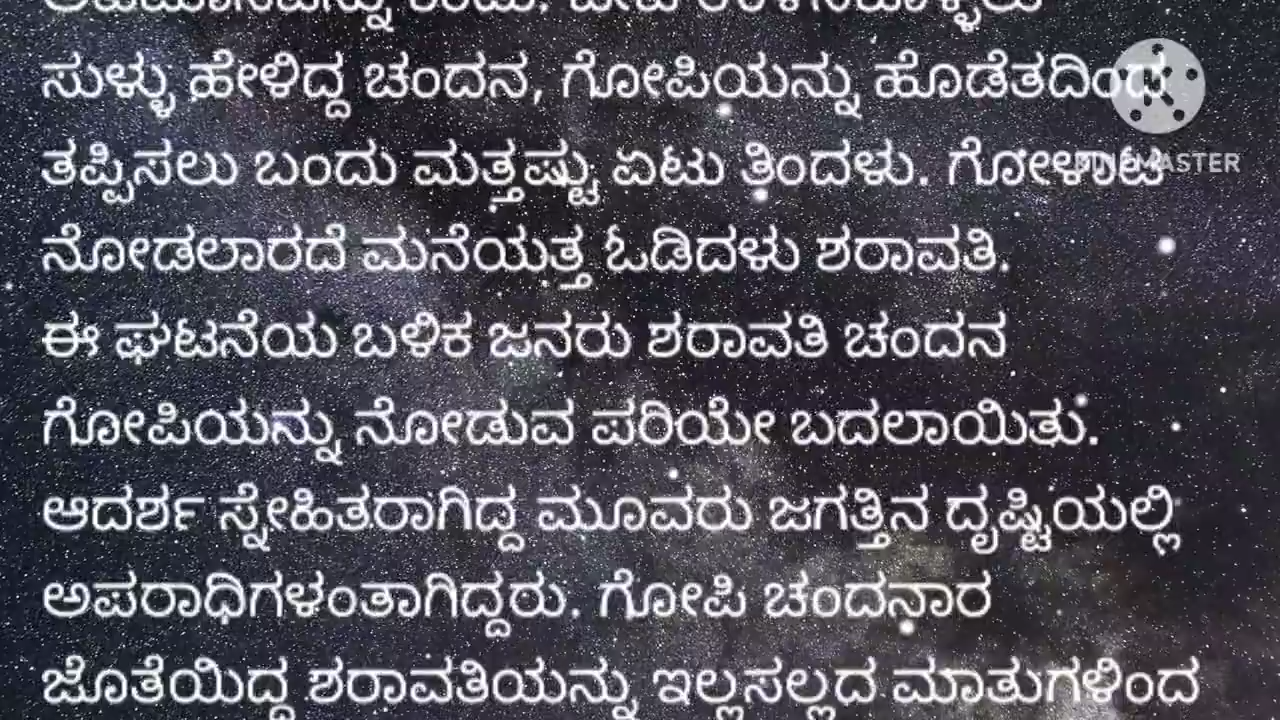 ಸುಳ್ಳು ಹೇಳಿದ್ದ ಚಂದನ, ಗೋಪಿಯನ್ನು ಹೊಡೆತದಿಂದ
ತಪ್ಪಿಸಲು ಬಂದು ಮತ್ತಷ್ಟು ಏಟು ತಿಂದಳು. ಗೋಳಾಟ
ನೋಡಲಾರದೆ ಮನೆಯತ್ತ ಓಡಿದಳು ಶರಾವತಿ.
ಈ ಘಟನೆಯ ಬಳಿಕ ಜನರು ಶರಾವತಿ ಚಂದನ
ಗೋಪಿಯನ್ನು ನೋಡುವ ಪರಿಯೇ ಬದಲಾಯಿತು.
ಆದರ್ಶ ಸ್ನೇಹಿತರಾಗಿದ್ದ ಮೂವರು ಜಗತ್ತಿನ ದೃಷ್ಟಿಯಲ್ಲಿ
ಅಪರಾಧಿಗಳಂತಾಗಿದ್ದರು. ಗೋಪಿ ಚಂದನಾರ
ಜೊತೆಯಿದ್ದ ಶರಾವತಿಯನ್ನು ಇಲ್ಲಸಲ್ಲದ ಮಾತುಗಳಿಂದ
KINEMASTER